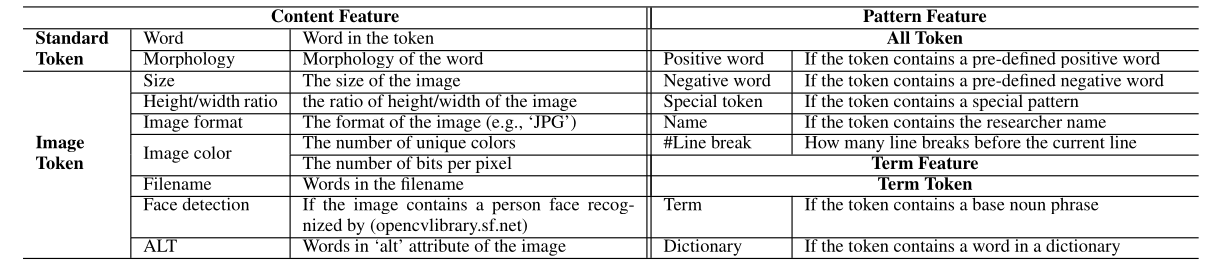 Content Feature
Pattern Feature
Standard Token
Word
Word in the token
All Token
Morphology
Morphology of the word
Positive word
If the token contains a pre-defined positive word
Image Token
Size
The size of the image
Negative word
If the token contains a pre-defined negative word
Height/width ratio
the ratio of height/width of the image
Special token
If the token contains a special pattern
Image format
The format of the image (e.g., ‘JPG’)
Name
If the token contains the researcher name
Image color
The number of unique colors
#Line break
How many line breaks before the current line
The number of bits per pixel
Term Feature
Filename
Words in the filename
Term Token
Face detection
If the image contains a person face recog-
nized by (opencvlibrary.sf.net)
Term
If the token contains a base noun phrase
ALT
Words in ‘alt’ attribute of the image
Dictionary
If the token contains a word in a dictionary